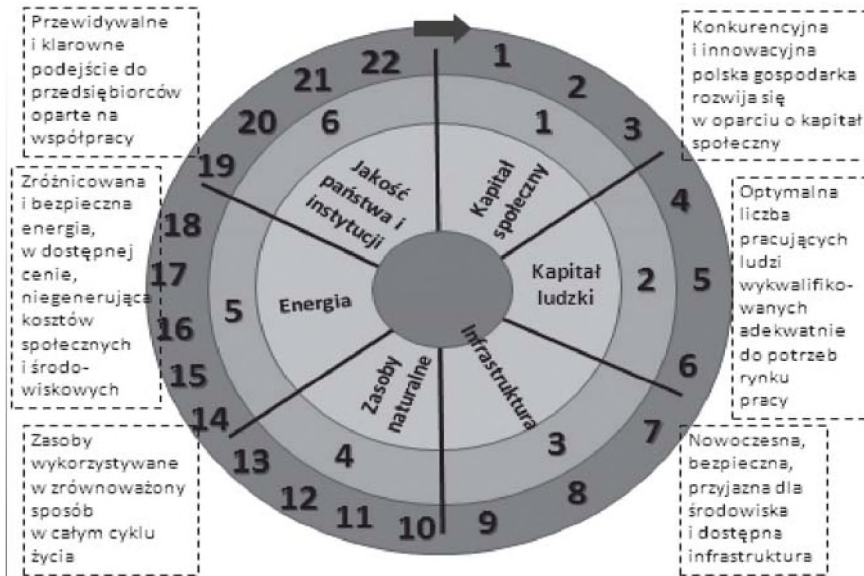 Przewidywalne
i klarowne
podejście do
przedsiębiorców
oparte na
współpracy
Konkurencyjna
i innowacyjna
polska gospodarka
rozwija się
w oparciu o kapitał
społeczny
Zróżnicowana
i bezpieczna
energia,
w dostępnej
cenie,
niegenerująca
kosztów
społecznych
i środo-
wiskowych
Optymalna
liczba
pracujących
ludzi
wykwalifiko-
wanych
adekwatnie
do potrzeb
rynku
pracy
Zasoby
wykorzystywane
w zrównoważony
sposób
w całym cyklu
życia
Nowoczesna,
bezpieczna,
przyjazna dla
środowiska
i dostępna
infrastruktura
1
2
3
4
5
6
7
8
9
10
11
12
13
14
15
16
17
18
19
20
21
22
1
2
3
4
5
6
Kapitał
społeczny
Kapitał
ludzki
Infrastruktura
Zasoby
naturalne
Energia
Jakość
państwa i
instytucji